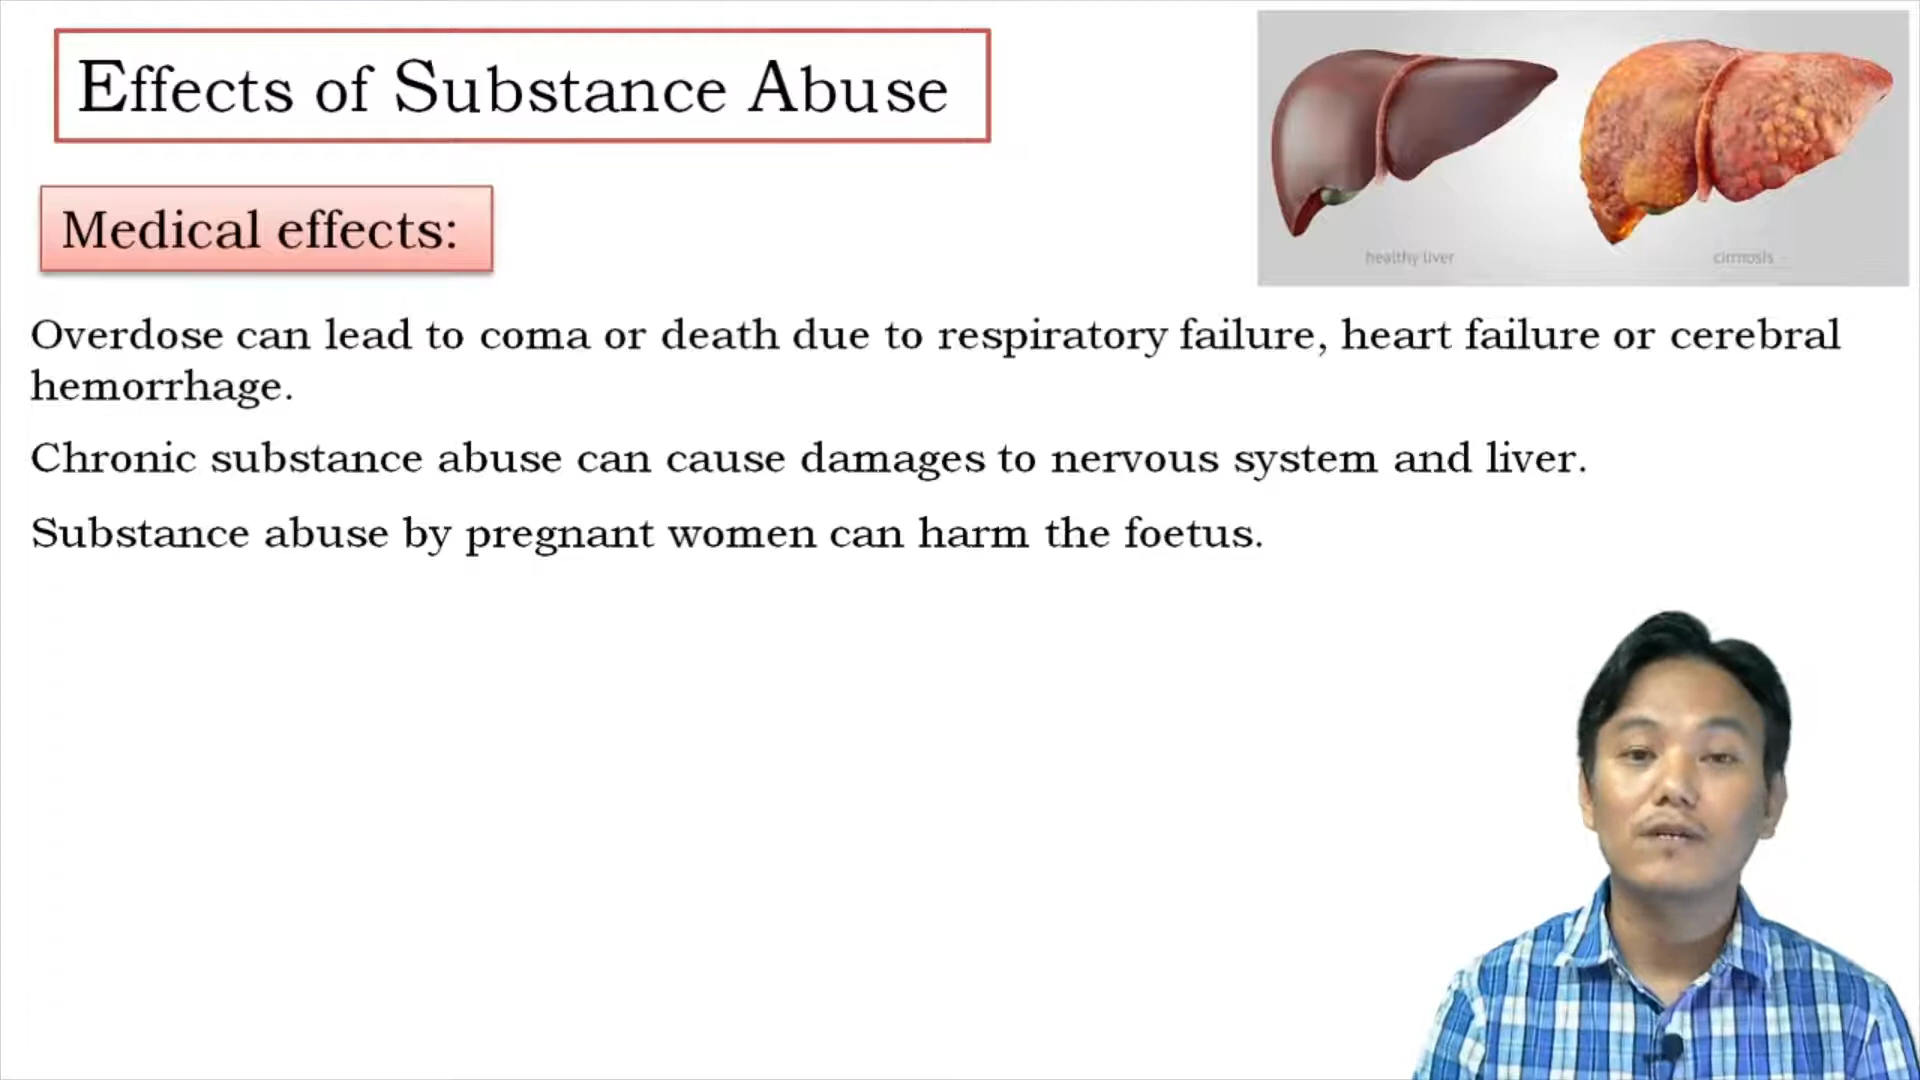 Effects of Substance Abuse
healthy liver
cirrhosis
Medical effects:
Overdose can lead to coma or death due to respiratory failure, heart failure or cerebral
hemorrhage.
Chronic substance abuse can cause damages to nervous system and liver.
Substance abuse by pregnant women can harm the foetus.